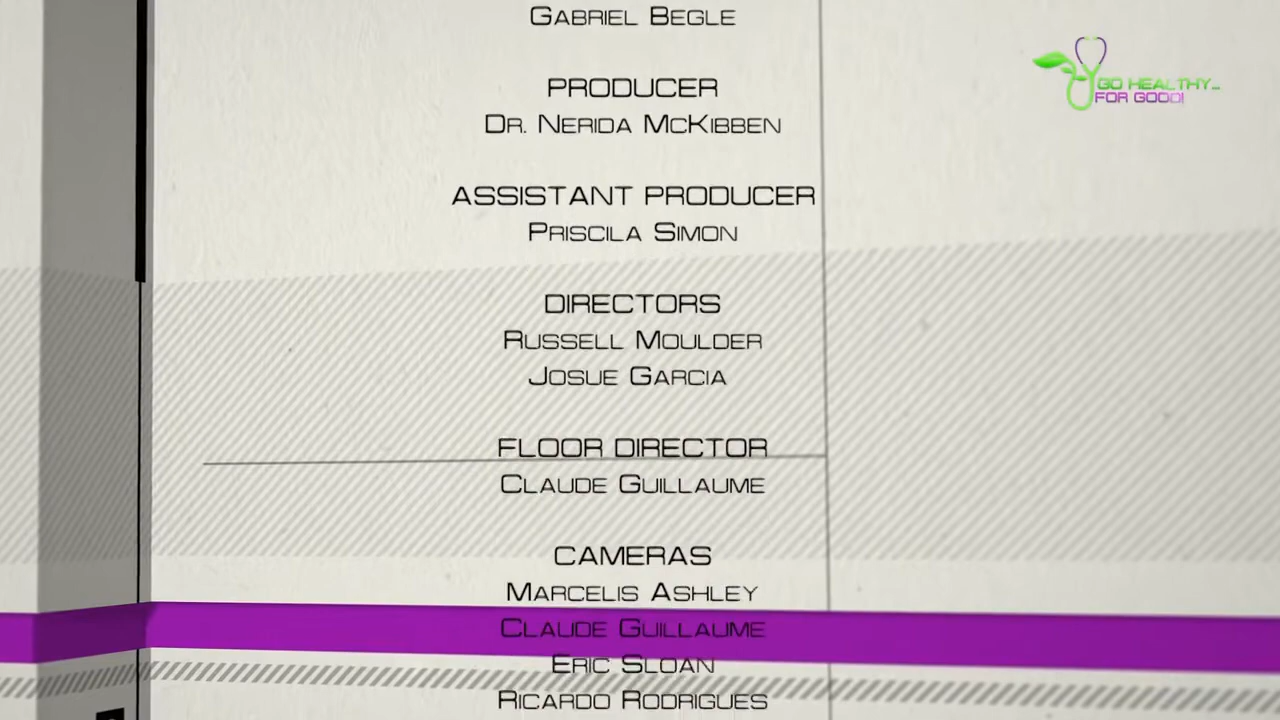 Gabriel Begle
GO HEALTHY...
FOR GOOD!
PRODUCER
Dr. Nerida McKibben
ASSISTANT PRODUCER
Priscila Simon
DIRECTORS
Russell Moulder
Josue Garcia
FLOOR DIRECTOR
Claude Guillaume
CAMERAS
Marcelis Ashley
Claude Guillaume
Eric Sloan
Ricardo Rodrigues